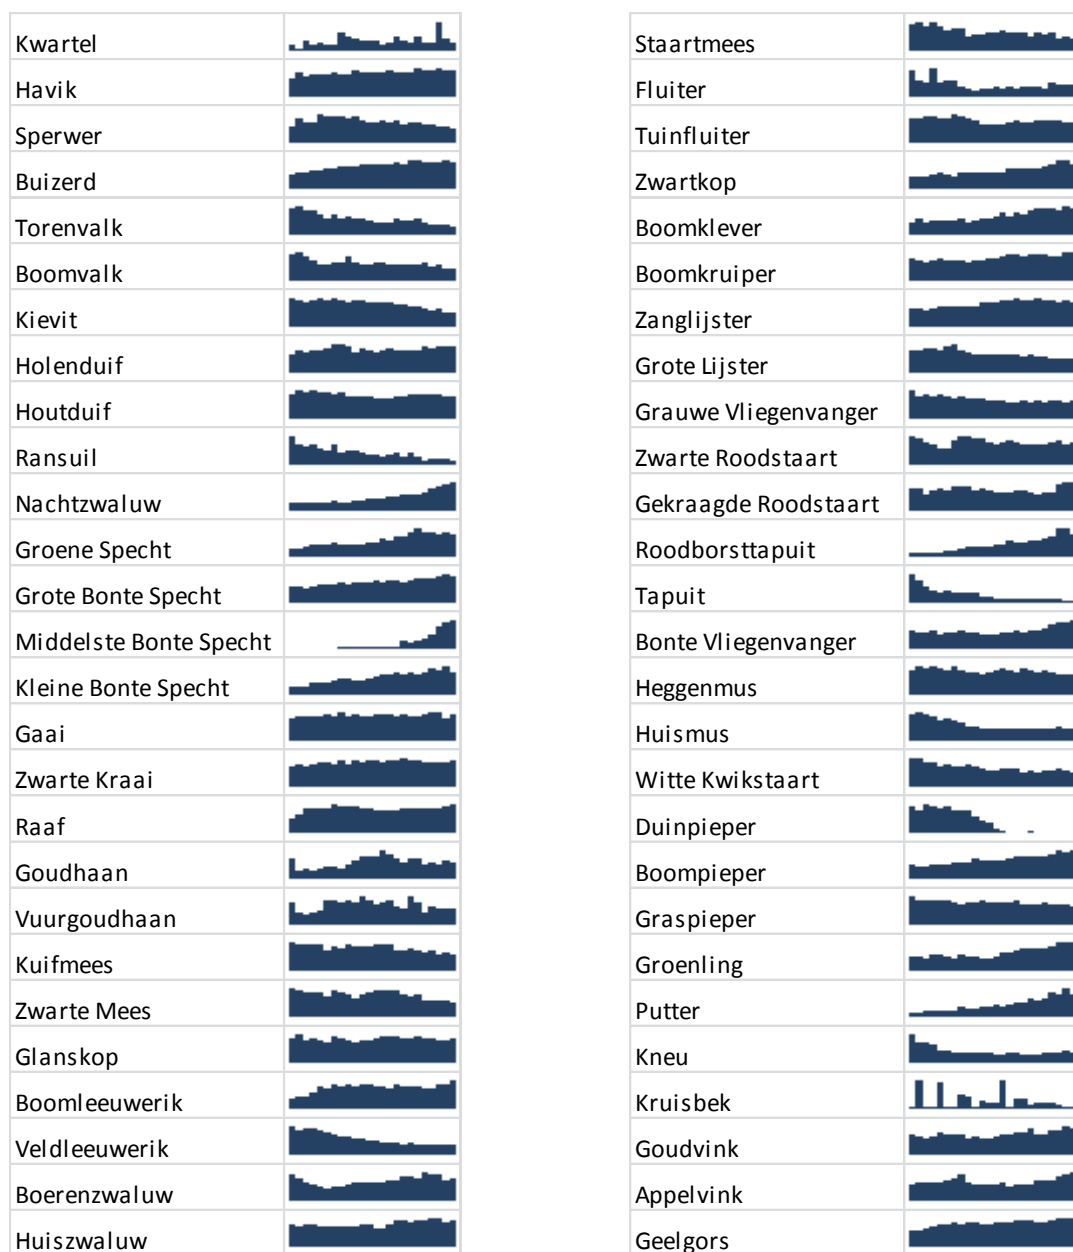 Kwartel
Havik
Sperwer
Buizerd
Torenvalk
Boomvalk
Kievit
Holenduif
Houtduif
Ransuil
Nachtzwaluw
Groene Specht
Grote Bonte Specht
Middelste Bonte Specht
Kleine Bonte Specht
Gaai
Zwarte Kraai
Raaf
Goudhaan
Vuurgoudhaan
Kuifmees
Zwarte Mees
Glanskop
Boomleeuwerik
Veldleeuwerik
Boerenzwaluw
Huiszwaluw
Staartmees
Fluiter
Tuinfluiter
Zwartkop
Boomklever
Boomkruiper
Zanglijster
Grote Lijster
Grauwe Vliegenvanger
Zwarte Roodstaart
Gekraagde Roodstaart
Roodborsttapuit
Tapuit
Bonte Vliegenvanger
Heggenmus
Huismus
Witte Kwikstaart
Duinpieper
Boompieper
Graspieper
Groenling
Putter
Kneu
Kruisbek
Goudvink
Appelvink
Geelgors